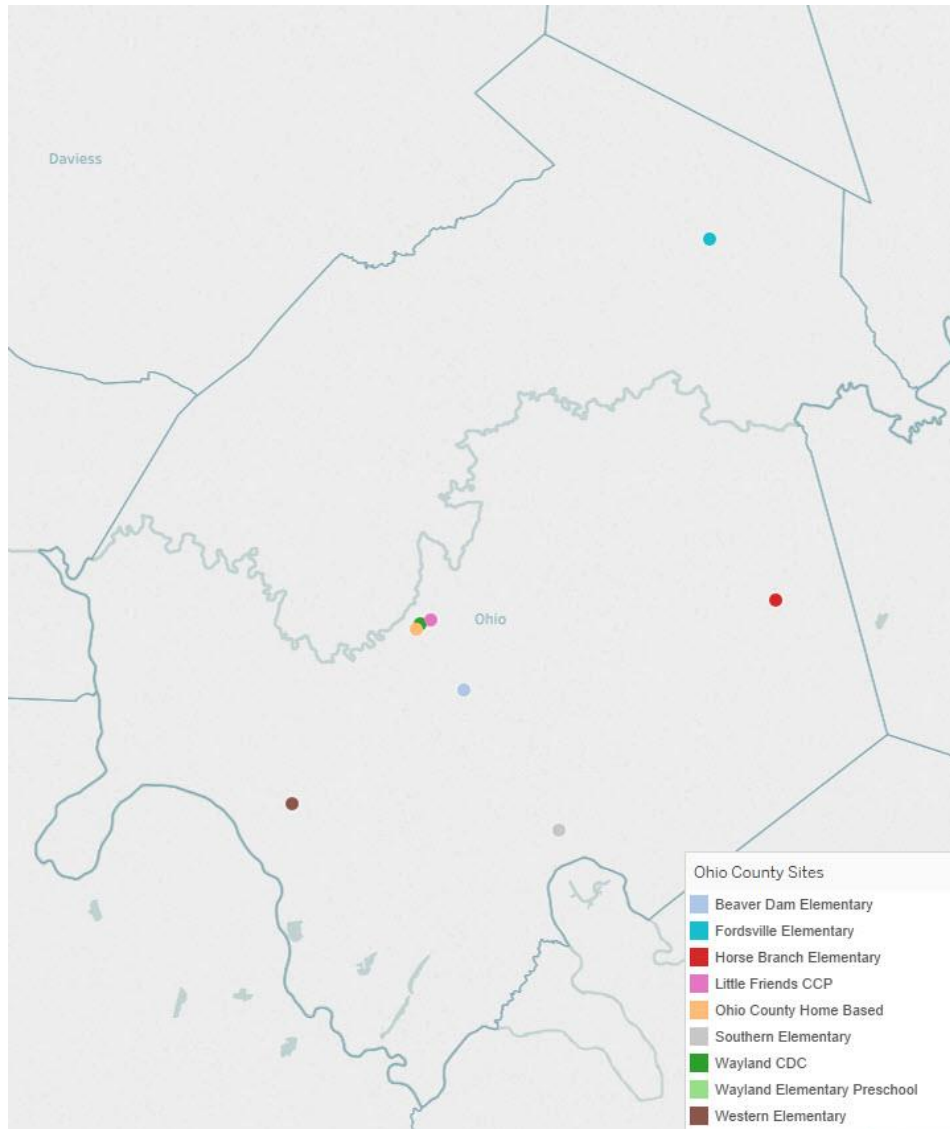 Daviess
Ohio
Ohio County Sites
Beaver Dam Elementary
Fordsville Elementary
Horse Branch Elementary
Little Friends CCP
Ohio County Home Based
Southern Elementary
Wayland CDC
Wayland Elementary Preschool
Western Elementary